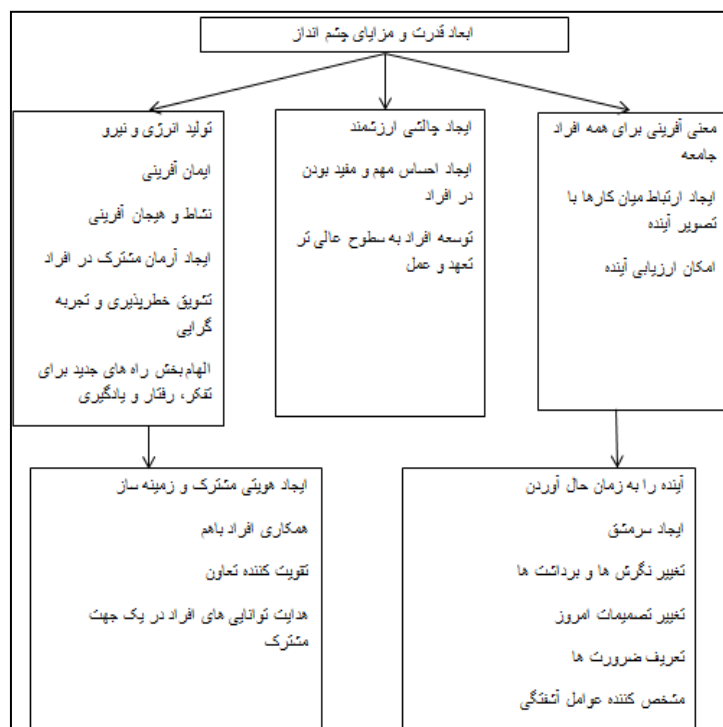 ابعاد قدرت و مزایای چشم انداز
معنی آفرینی برای همه افراد
جامعه
ایجاد ارتباط میان کارها با
تصویر آینده
امکان ارزیابی آینده
ایجاد چالشی ارزشمند
ایجاد احساس مهم و مفید بودن
در افراد
توسعه افراد به سطوح عالی تر
تعهد و عمل
تولید انرژی و نیرو
ایمان آفرینی
نشاط و هیجان آفرینی
ایجاد آرمان مشترک در افراد
تشویق خطرپذیری و تجربه
گرایی
الهام بخش راه های جدید برای
تفکر، رفتار و یادگیری
آینده را به زمان حال آوردن
ایجاد سرمشق
تغییر نگرش ها و برداشت ها
تغییر تصمیمات امروز
تعریف ضرورت ها
مشخص کننده عوامل آشفتگی
ایجاد هویتی مشترک و زمینه ساز
همکاری افراد باهم
تقویت کننده تعاون
هدایت توانایی های افراد در یک جهت
مشترک